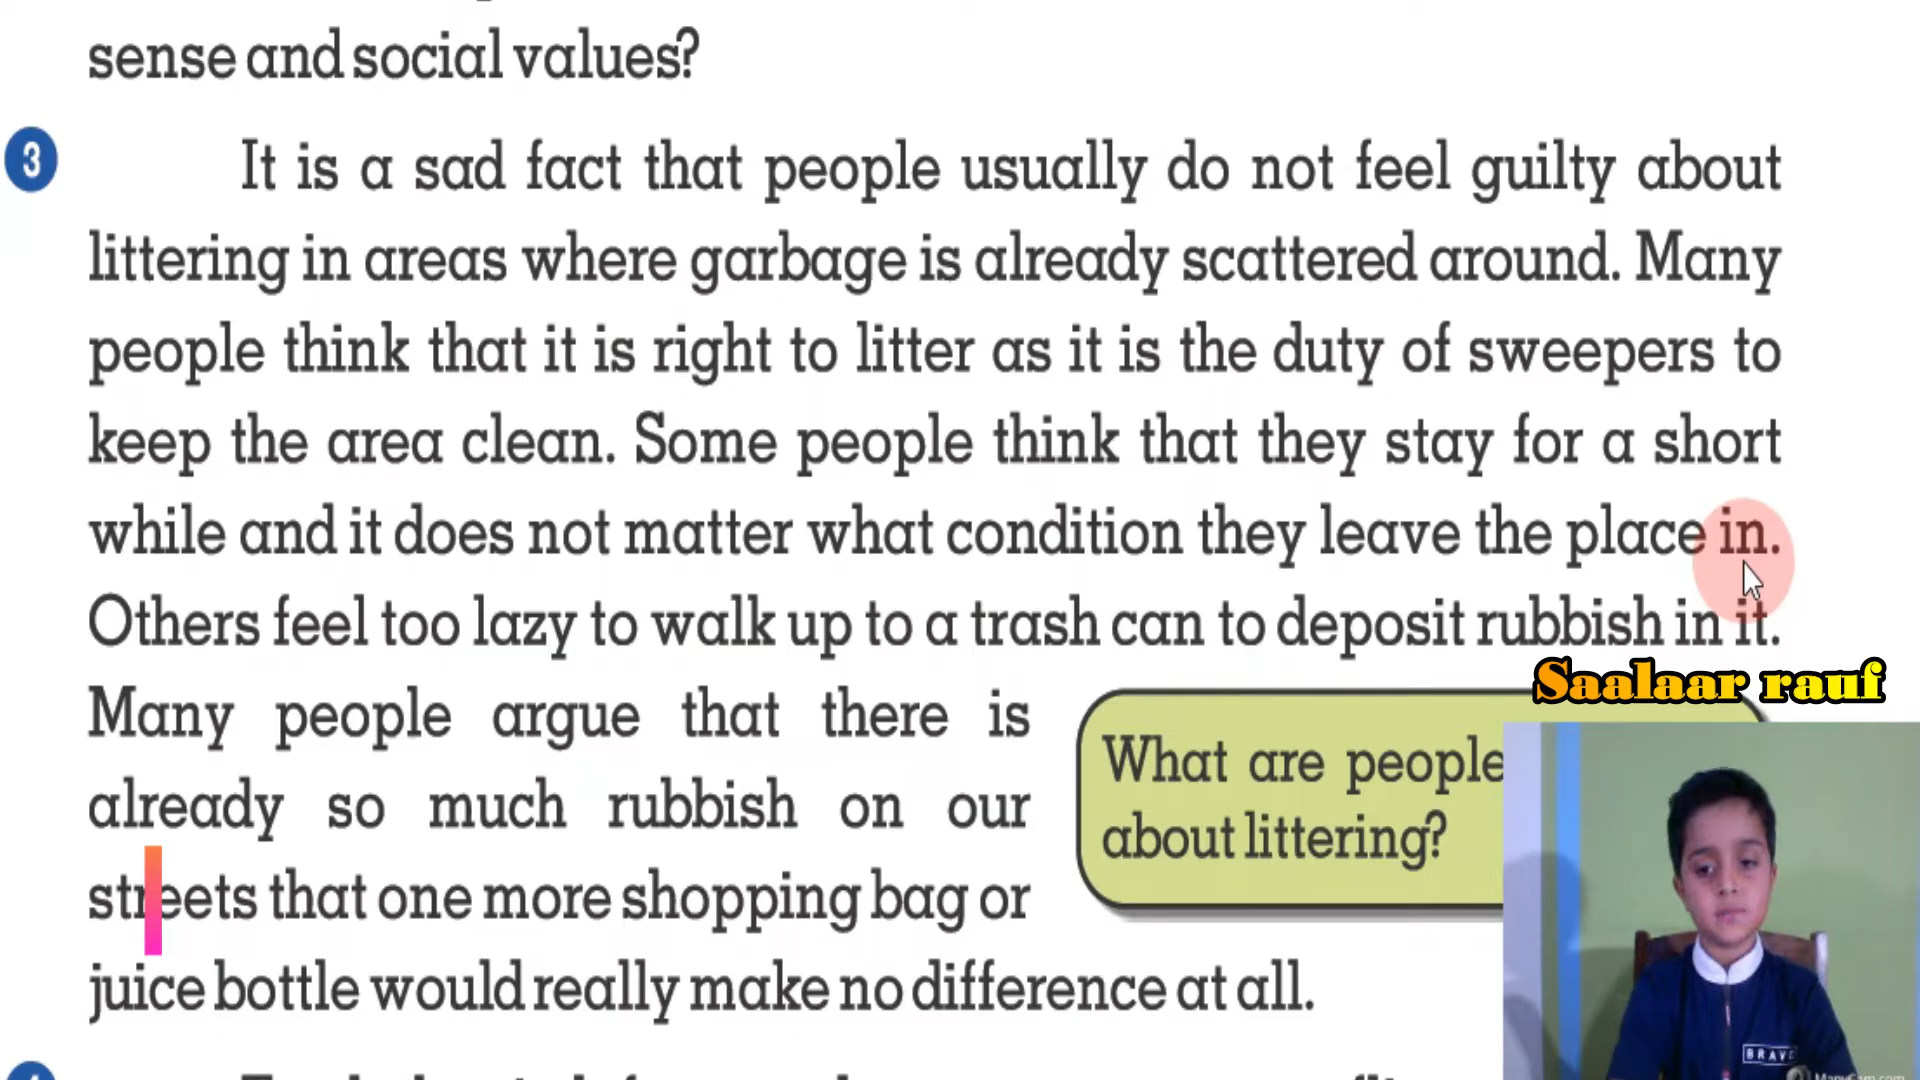 sense and social values?
3
It is a sad fact that people usually do not feel guilty about
littering in areas where garbage is already scattered around. Many
people think that it is right to litter as it is the duty of sweepers to
keep the area clean. Some people think that they stay for a short
while and it does not matter what condition they leave the place in.
Others feel too lazy to walk up to a trash can to deposit rubbish in it.
Saalaar rauf
Many people argue that there is
already so much rubbish on our
streets that one more shopping bag or
juice bottle would really make no difference at all.
What are people
about littering?
BRAVE
ManyCam.com